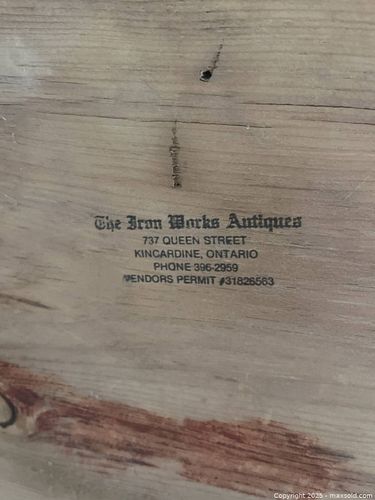 The Iron Works Antiques
737 QUEEN STREET
KINCARDINE, ONTARIO
PHONE 396-2959
VENDORS PERMIT #31826563
Copyright 2025 - maxsold.com